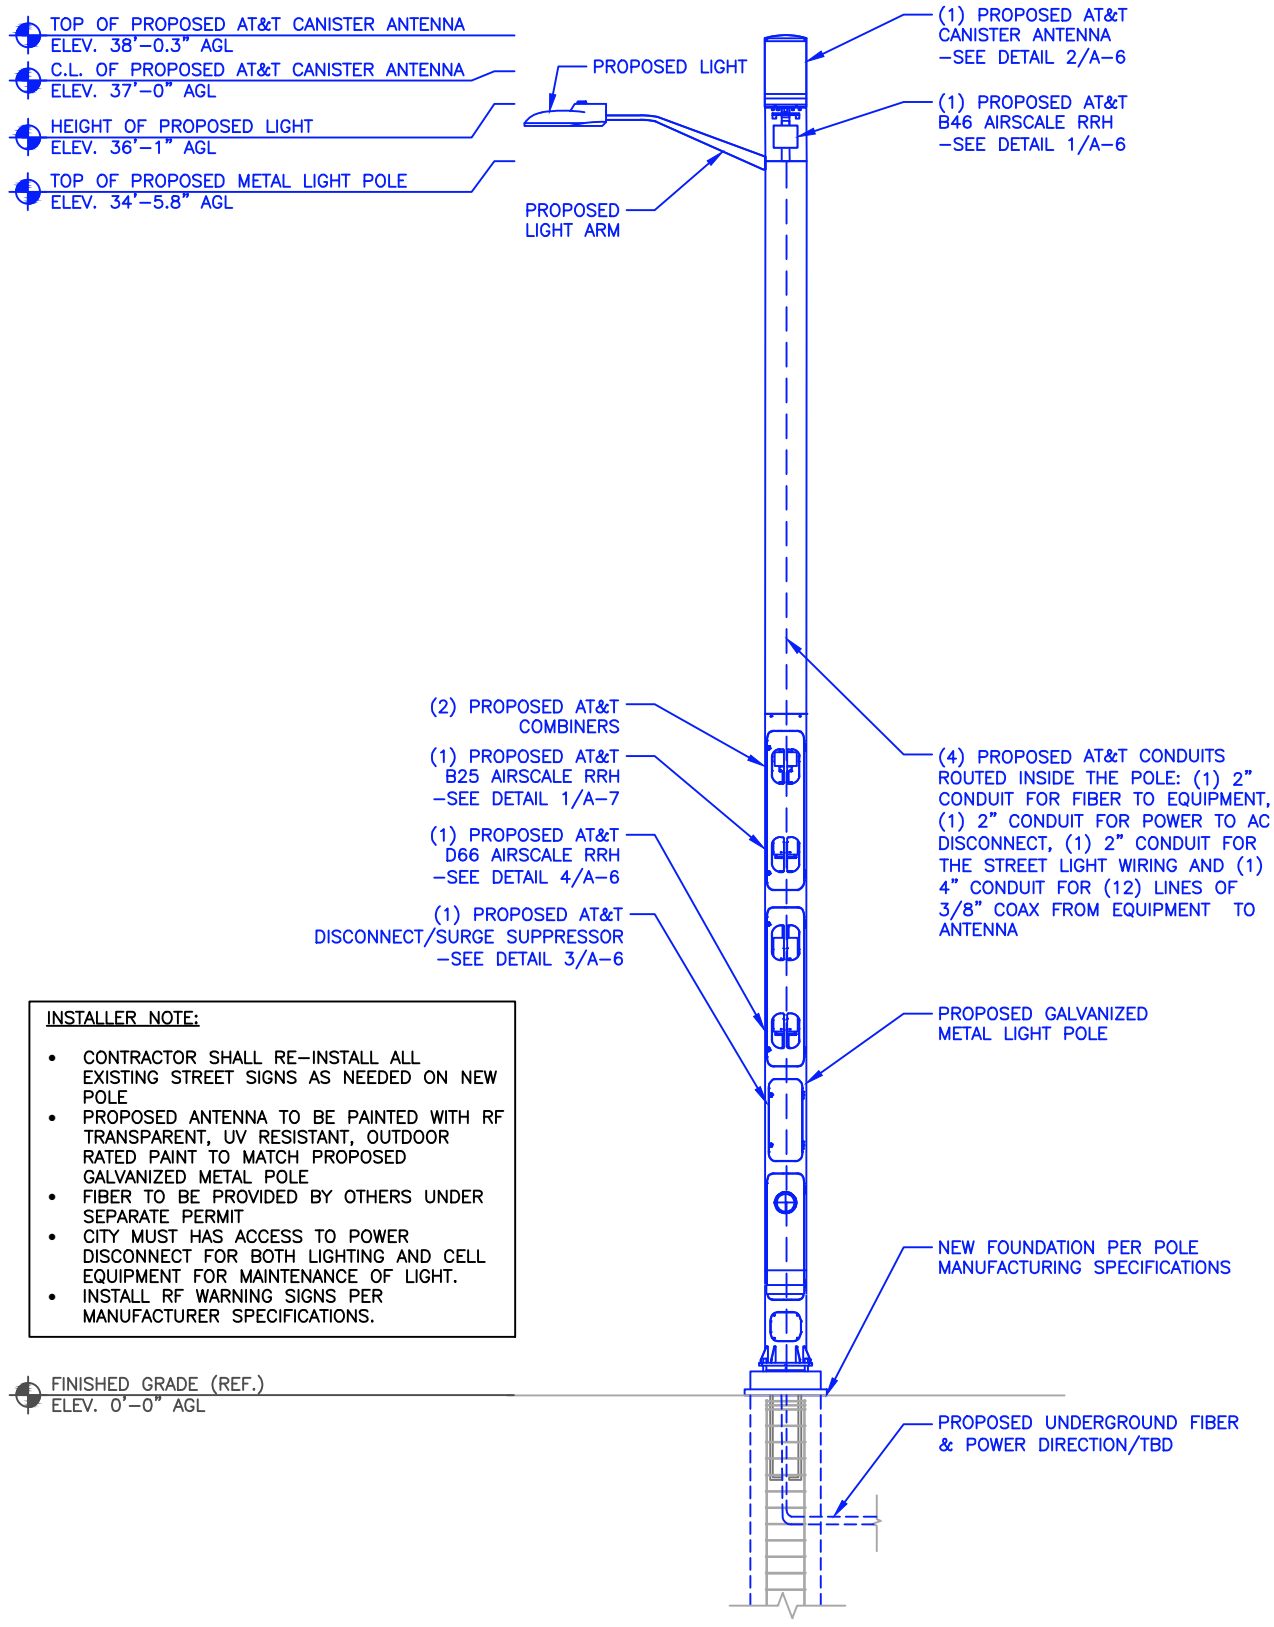 TOP OF PROPOSED AT&T CANISTER ANTENNA
ELEV. 38'-0.3" AGL
C.L. OF PROPOSED AT&T CANISTER ANTENNA
ELEV. 37'-0" AGL
HEIGHT OF PROPOSED LIGHT
ELEV. 36'-1" AGL
TOP OF PROPOSED METAL LIGHT POLE
ELEV. 34'-5.8" AGL
PROPOSED LIGHT
PROPOSED
LIGHT ARM
(1) PROPOSED AT&T
CANISTER ANTENNA
-SEE DETAIL 2/A-6
(1) PROPOSED AT&T
B46 AIRSCALE RRH
-SEE DETAIL 1/A-6
(2) PROPOSED AT&T
COMBINERS
(1) PROPOSED AT&T
B25 AIRSCALE RRH
-SEE DETAIL 1/A-7
(1) PROPOSED AT&T
D66 AIRSCALE RRH
-SEE DETAIL 4/A-6
(1) PROPOSED AT&T
DISCONNECT/SURGE SUPPRESSOR
-SEE DETAIL 3/A-6
(4) PROPOSED AT&T CONDUITS
ROUTED INSIDE THE POLE: (1) 2"
CONDUIT FOR FIBER TO EQUIPMENT,
(1) 2" CONDUIT FOR POWER TO AC
DISCONNECT, (1) 2" CONDUIT FOR
THE STREET LIGHT WIRING AND (1)
4" CONDUIT FOR (12) LINES OF
3/8" COAX FROM EQUIPMENT TO
ANTENNA
PROPOSED GALVANIZED
METAL LIGHT POLE
INSTALLER NOTE:
• CONTRACTOR SHALL RE-INSTALL ALL
EXISTING STREET SIGNS AS NEEDED ON NEW
POLE
• PROPOSED ANTENNA TO BE PAINTED WITH RF
TRANSPARENT, UV RESISTANT, OUTDOOR
RATED PAINT TO MATCH PROPOSED
GALVANIZED METAL POLE
• FIBER TO BE PROVIDED BY OTHERS UNDER
SEPARATE PERMIT
• CITY MUST HAS ACCESS TO POWER
DISCONNECT FOR BOTH LIGHTING AND CELL
EQUIPMENT FOR MAINTENANCE OF LIGHT.
• INSTALL RF WARNING SIGNS PER
MANUFACTURER SPECIFICATIONS.
NEW FOUNDATION PER POLE
MANUFACTURING SPECIFICATIONS
FINISHED GRADE (REF.)
ELEV. 0'-0" AGL
PROPOSED UNDERGROUND FIBER
& POWER DIRECTION/TBD